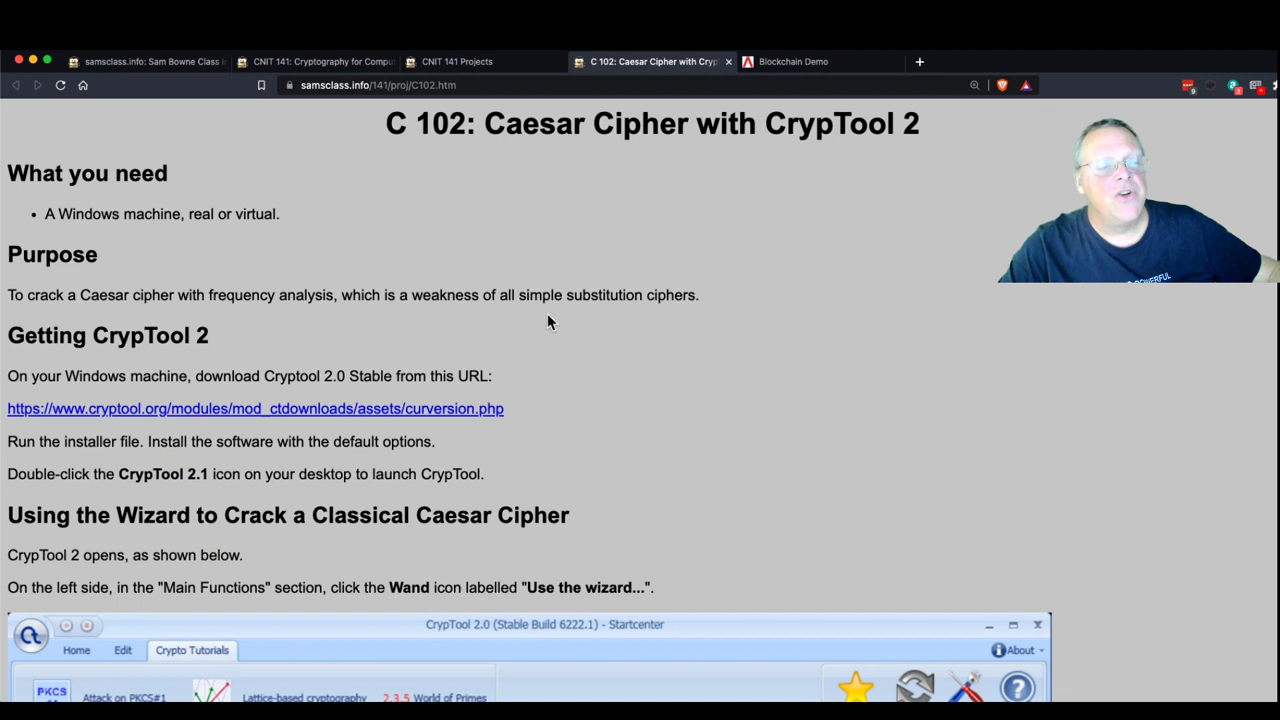 samsclass.info: Sam Bowne Class I
CNIT 141: Cryptography for Compu
CNIT 141 Projects
C 102: Caesar Cipher with Cryp
Blockchain Demo
samsclass.info/141/proj/C102.htm
C 102: Caesar Cipher with CrypTool 2
What you need
• A Windows machine, real or virtual.
POWERFUL
Purpose
To crack a Caesar cipher with frequency analysis, which is a weakness of all simple substitution ciphers.
Getting CrypTool 2
On your Windows machine, download Cryptool 2.0 Stable from this URL:
https://www.cryptool.org/modules/mod_ctdownloads/assets/curversion.php
Run the installer file. Install the software with the default options.
Double-click the CrypTool 2.1 icon on your desktop to launch CrypTool.
Using the Wizard to Crack a Classical Caesar Cipher
CrypTool 2 opens, as shown below.
On the left side, in the "Main Functions" section, click the Wand icon labelled "Use the wizard...".
CrypTool 2.0 (Stable Build 6222.1) - Startcenter
Home Edit Crypto Tutorials About
PKCS Attack on PKCS#1 Lattice-based cryptography 2,3,5 World of Primes